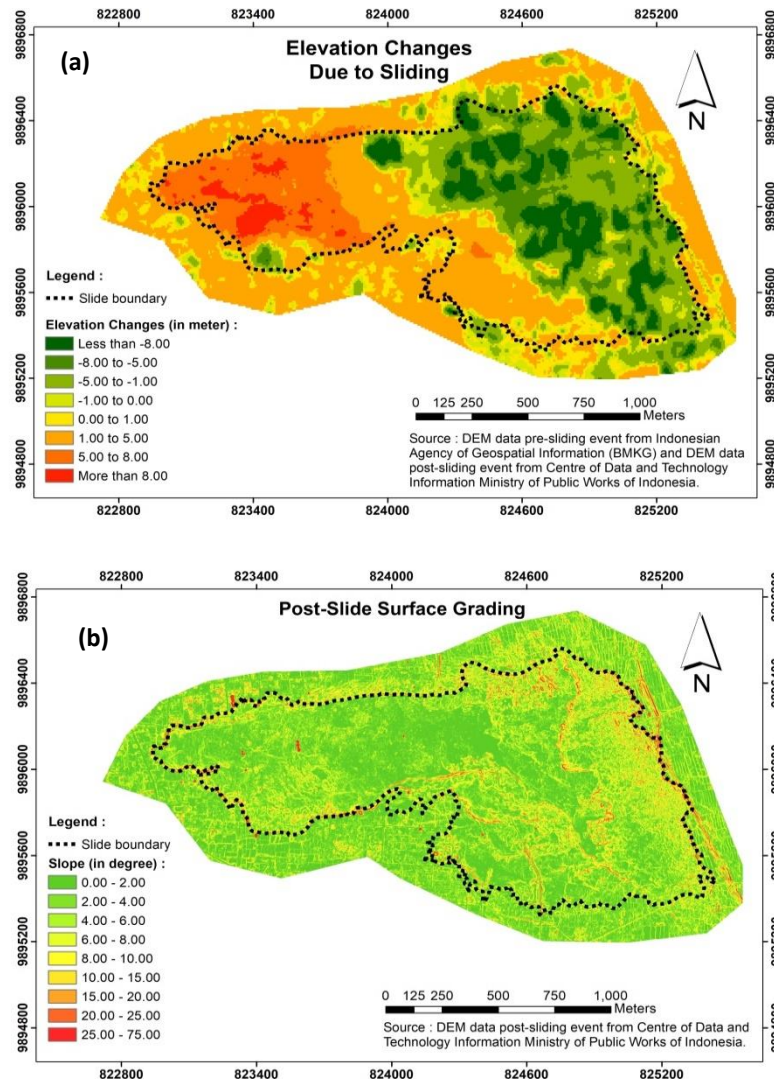 822800 823400 824000 824600 825200
9896800
9896400
9896000
9895600
9895200
9894800
(a)
Elevation Changes
Due to Sliding
N
9896800
9896400
9896000
9895600
9895200
9894800
Legend :
Slide boundary
Elevation Changes (in meter) :
Less than -8.00
-8.00 to -5.00
-5.00 to -1.00
-1.00 to 0.00
0.00 to 1.00
1.00 to 5.00
5.00 to 8.00
More than 8.00
0 125 250 500 750 1,000
Meters
Source : DEM data pre-sliding event from Indonesian
Agency of Geospatial Information (BMKG) and DEM data
post-sliding event from Centre of Data and Technology
Information Ministry of Public Works of Indonesia.
822800 823400 824000 824600 825200
822800 823400 824000 824600 825200
9896800
9896400
9896000
9895600
9895200
9894800
(b)
Post-Slide Surface Grading
N
9896800
9896400
9896000
9895600
9895200
9894800
Legend :
Slide boundary
Slope (in degree) :
0.00 - 2.00
2.00 - 4.00
4.00 - 6.00
6.00 - 8.00
8.00 - 10.00
10.00 - 15.00
15.00 - 20.00
20.00 - 25.00
25.00 - 75.00
0 125 250 500 750 1,000
Meters
Source : DEM data post-sliding event from Centre of Data and
Technology Information Ministry of Public Works of Indonesia.
822800 823400 824000 824600 825200